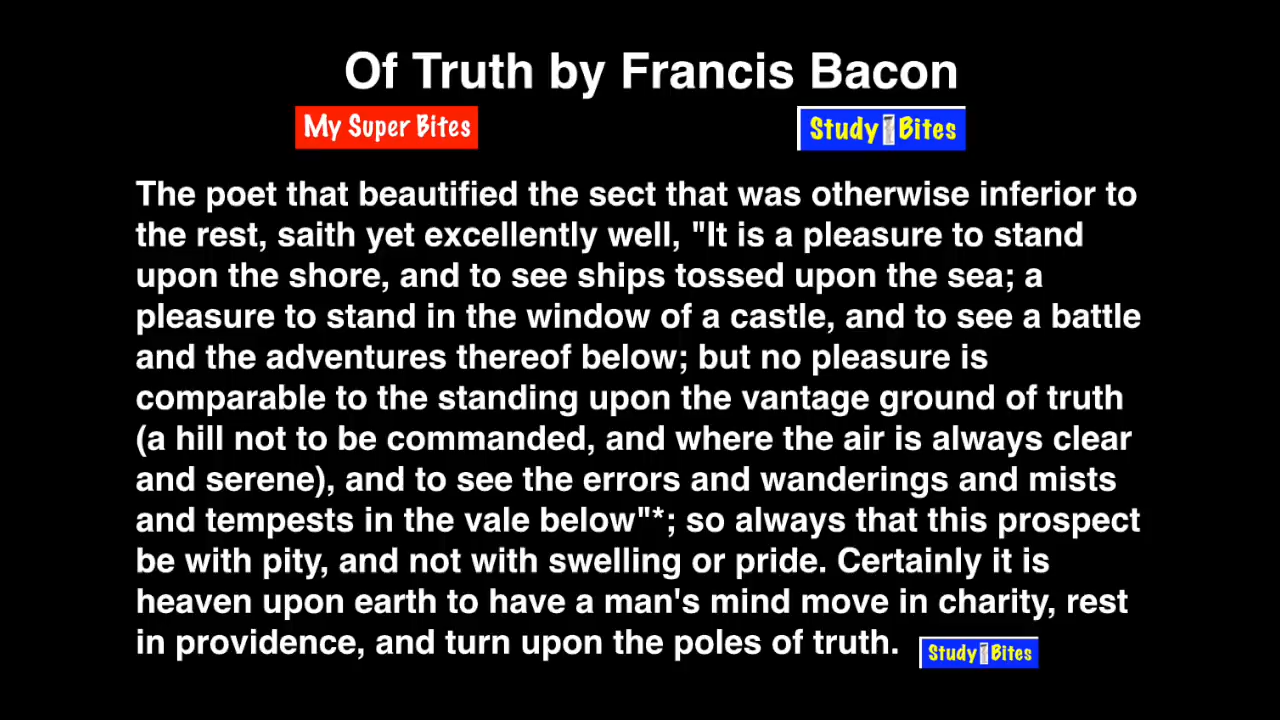 Of Truth by Francis Bacon
My Super Bites
Study Bites
The poet that beautified the sect that was otherwise inferior to
the rest, saith yet excellently well, "It is a pleasure to stand
upon the shore, and to see ships tossed upon the sea; a
pleasure to stand in the window of a castle, and to see a battle
and the adventures thereof below; but no pleasure is
comparable to the standing upon the vantage ground of truth
(a hill not to be commanded, and where the air is always clear
and serene), and to see the errors and wanderings and mists
and tempests in the vale below"*; so always that this prospect
be with pity, and not with swelling or pride. Certainly it is
heaven upon earth to have a man's mind move in charity, rest
in providence, and turn upon the poles of truth.
Study Bites